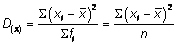 D₍ₓ₎ = Σ(xᵢ − x̄)² / Σfᵢ = Σ(xᵢ − x̄)² / n